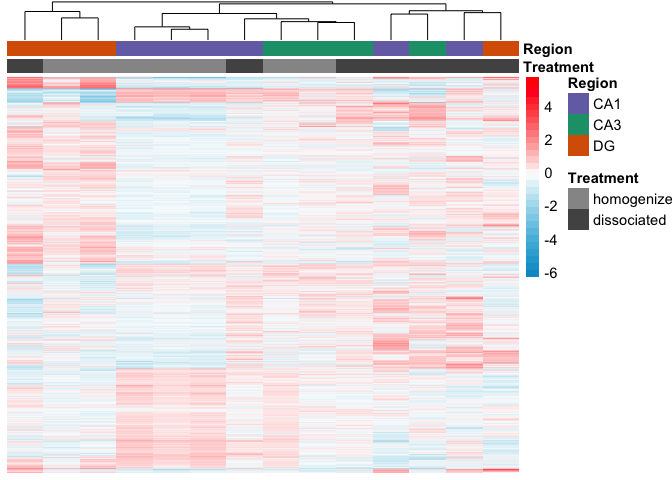 Region
Treatment
4
2
0
-2
-4
-6
Region
CA1
CA3
DG
Treatment
homogenize
dissociated